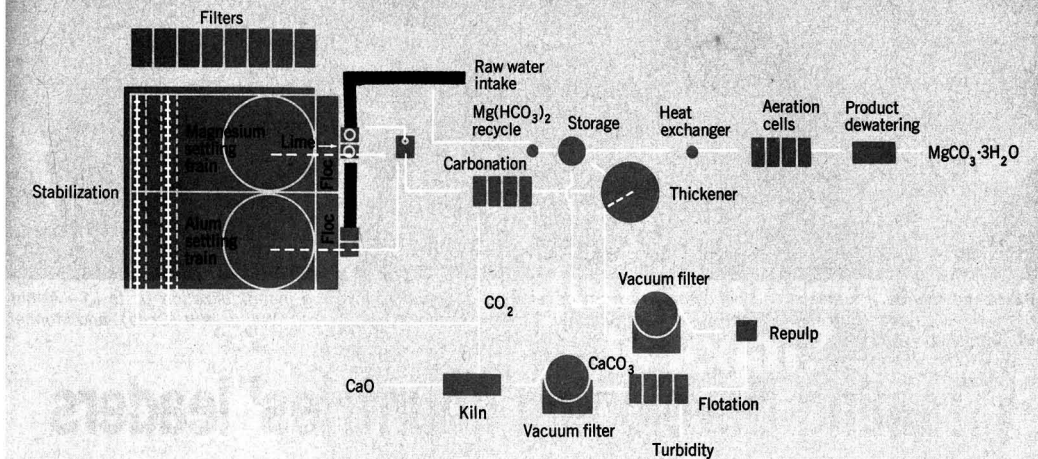 Filters
Raw water
intake
Mg(HCO₃)₂
recycle
Storage
Heat
exchanger
Aeration
cells
Product
dewatering
Magnesium
settling
train
Lime
Floc
Carbonation
MgCO₃·3H₂O
Stabilization
Thickener
Alum
settling
train
Floc
Vacuum filter
CO₂
Repulp
CaCO₃
CaO
Kiln
Flotation
Vacuum filter
Turbidity